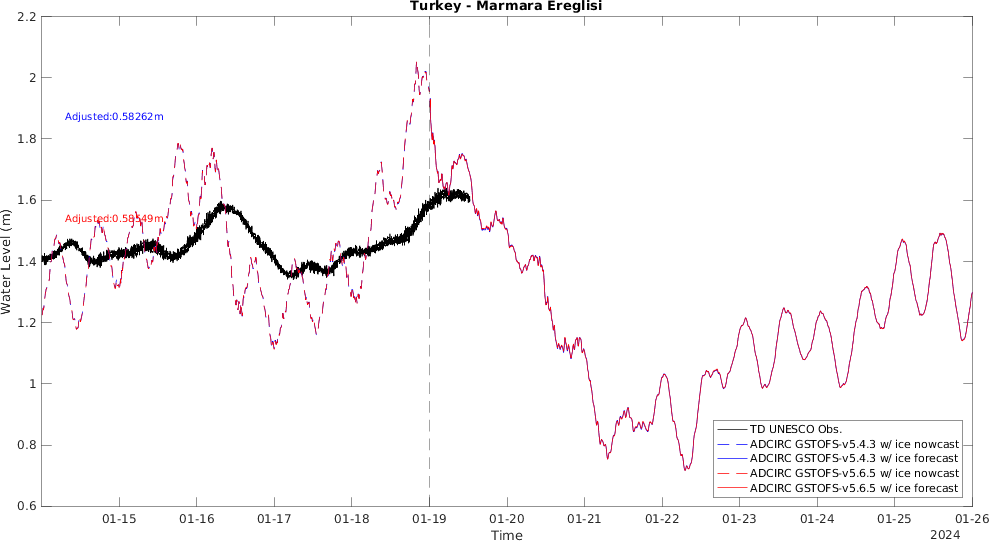 Turkey - Marmara Ereglisi
2.2
2
1.8
1.6
1.4
1.2
1
0.8
0.6
Water Level (m)
Adjusted:0.58262m
Adjusted:0.58549m
TD UNESCO Obs.
ADCIRC GSTOFS-v5.4.3 w/ ice nowcast
ADCIRC GSTOFS-v5.4.3 w/ ice forecast
ADCIRC GSTOFS-v5.6.5 w/ ice nowcast
ADCIRC GSTOFS-v5.6.5 w/ ice forecast
01-15 01-16 01-17 01-18 01-19 01-20 01-21 01-22 01-23 01-24 01-25 01-26
Time
2024